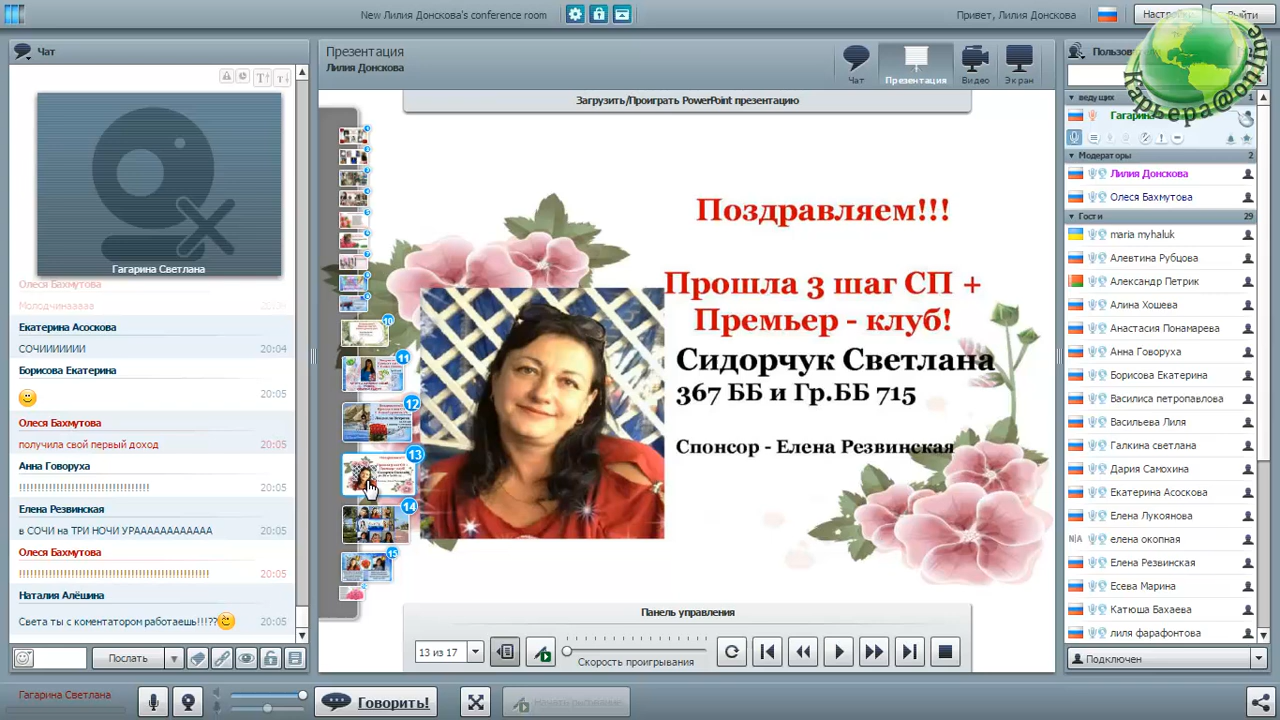 New Лилия Донскова's conference room
Привет, Лилия Донскова
Выйти
карьера@online
Чат
Гагарина Светлана
Олеся Бахмутова
Екатерина Асоскова
СОЧИИИИИИ 20:04
Борисова Екатерина
20:05
Олеся Бахмутова
получила свой первый доход 20:05
Анна Говоруха
20:05
Елена Резвинская
в СОЧИ на ТРИ НОЧИ УРААААААААААА 20:05
Олеся Бахмутова
20:05
Наталия Алёшина
Света ты с коментатором работаешь!!!?? 20:05
Послать
Презентация
Лилия Донскова
Чат
Презентация
Видео
Экран
Загрузить/Проиграть PowerPoint презентацию
10
11
12
13
14
15
Поздравляем!!!
Прошла 3 шаг СП +
Премьер - клуб!
Сидорчук Светлана
367 ББ и Гр.ББ 715
Спонсор - Елена Резвинская
Панель управления
13 из 17
Скорость проигрывания
ведущих 1
Модераторы 2
Лилия Донскова
Олеся Бахмутова
Гости 29
maria myhaluk
Алевтина Рубцова
Александр Петрик
Алина Хошева
Анастасия Понамарева
Анна Говоруха
Борисова Екатерина
Василиса петропавлова
Васильева Лиля
Галкина светлана
Дария Самохина
Екатерина Асоскова
Елена Лукоянова
N/A елена окопная
Елена Резвинская
Есева Марина
Катюша Бахаева
лиля фарафонтова
Подключен
Гагарина Светлана
Говорить!